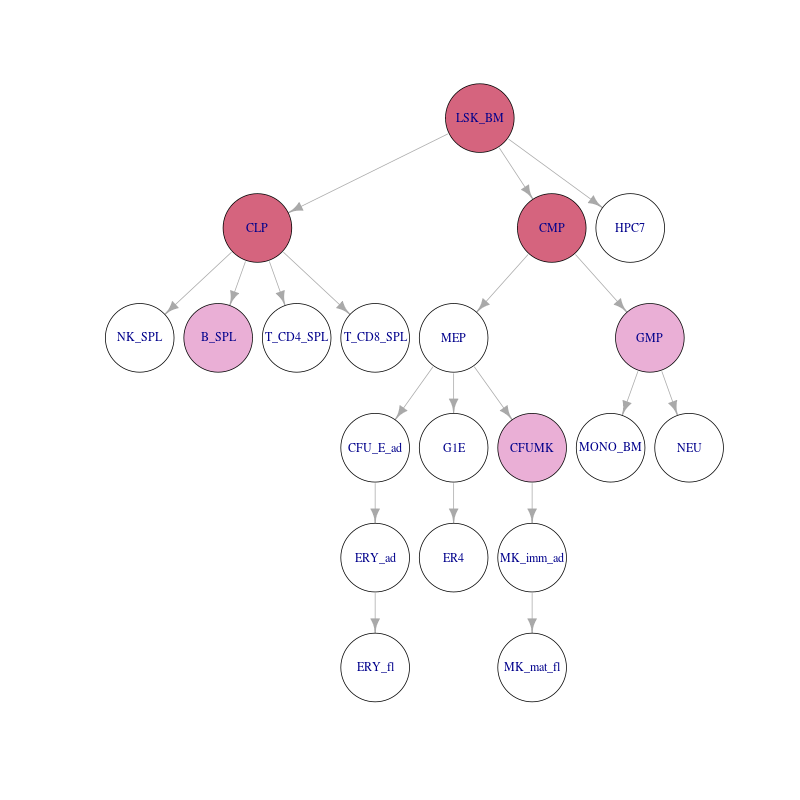 LSK_BM
CLP
CMP
HPC7
NK_SPL
B_SPL
T_CD4_SPL
T_CD8_SPL
MEP
GMP
CFU_E_ad
G1E
CFUMK
MONO_BM
NEU
ERY_ad
ER4
MK_imm_ad
ERY_fl
MK_mat_fl